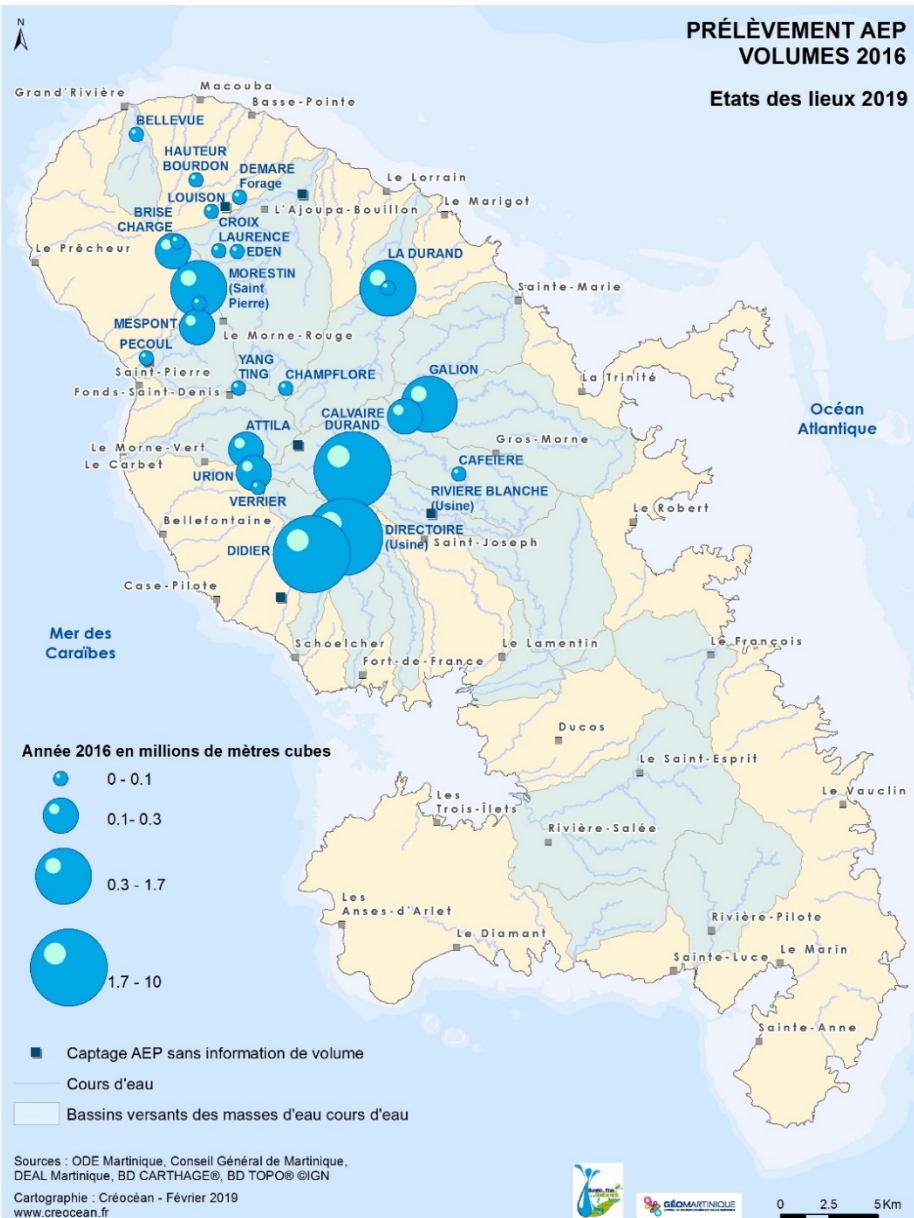 N
PRÉLÈVEMENT AEP
VOLUMES 2016
Etats des lieux 2019
Grand'Rivière
Macouba
Basse-Pointe
BELLEVUE
HAUTEUR
BOURDON
DEMARE
Forage
Le Lorrain
LOUISON
L'Ajoupa-Bouillon
Le Marigot
BRISE
CHARGE
CROIX
LAURENCE
EDEN
Le Prêcheur
LA DURAND
MORESTIN
(Saint
Pierre)
Sainte-Marie
MESPONT
Le Morne-Rouge
PECOUL
Saint-Pierre
YANG
TING
CHAMPFLORE
GALION
La Trinité
Fonds-Saint-Denis
Océan
Atlantique
ATTILA
CALVAIRE
DURAND
Gros-Morne
Le Morne-Vert
Le Carbet
CAFEIERE
URION
VERRIER
RIVIERE BLANCHE
(Usine)
Le Robert
Bellefontaine
DIRECTOIRE
(Usine)
Saint-Joseph
DIDIER
Case-Pilote
Mer des
Caraïbes
Schoelcher
Fort-de-France
Le Lamentin
Le François
Ducos
Le Saint-Esprit
Les
Trois-Îlets
Le Vauclin
Rivière-Salée
Les
Anses-d'Arlet
Rivière-Pilote
Le Diamant
Le Marin
Sainte-Luce
Sainte-Anne
Année 2016 en millions de mètres cubes
0 - 0.1
0.1- 0.3
0.3 - 1.7
1.7 - 10
Captage AEP sans information de volume
Cours d'eau
Bassins versants des masses d'eau cours d'eau
Sources : ODE Martinique, Conseil Général de Martinique,
DEAL Martinique, BD CARTHAGE®, BD TOPO® ©IGN
Cartographie : Créocéan - Février 2019
www.creocean.fr
GÉOMARTINIQUE
0 2.5 5Km